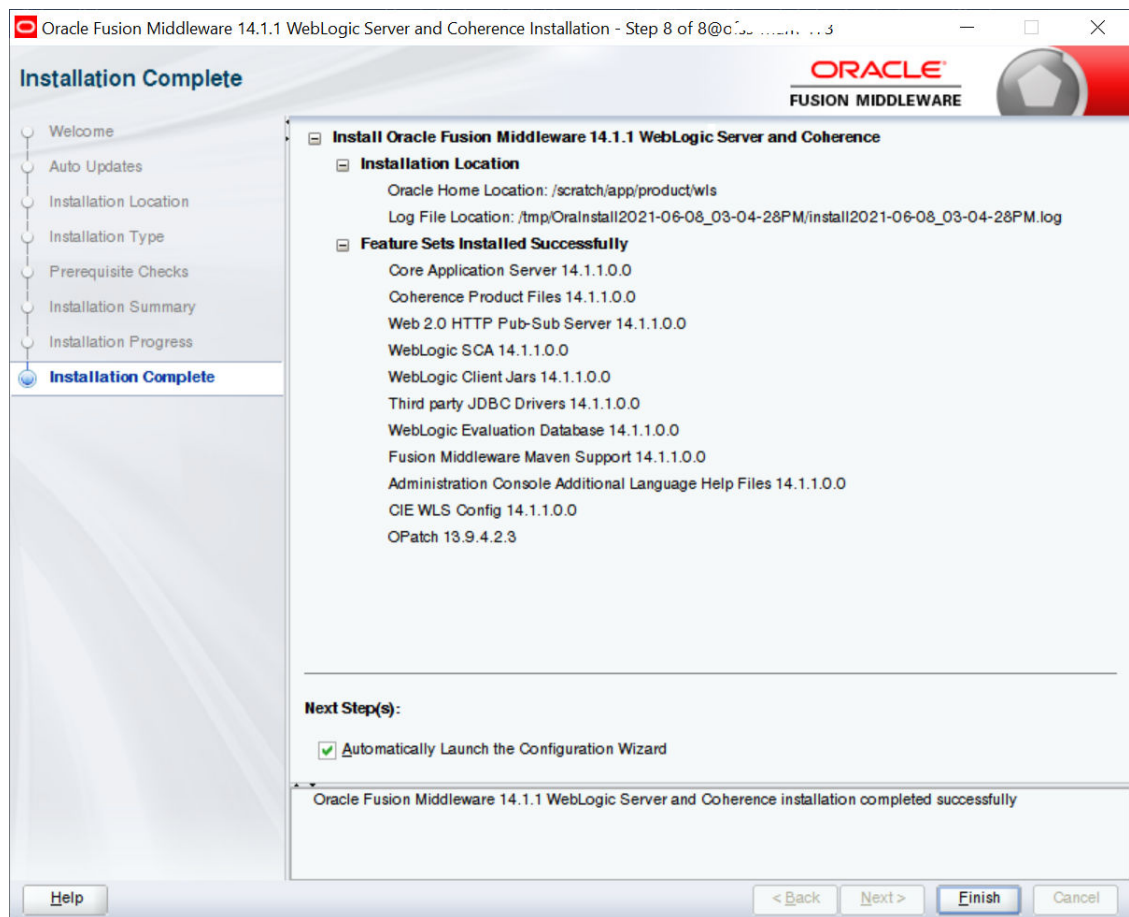 Oracle Fusion Middleware 14.1.1 WebLogic Server and Coherence Installation - Step 8 of 8
Installation Complete
ORACLE
FUSION MIDDLEWARE
Welcome
Auto Updates
Installation Location
Installation Type
Prerequisite Checks
Installation Summary
Installation Progress
Installation Complete
Install Oracle Fusion Middleware 14.1.1 WebLogic Server and Coherence
Installation Location
Oracle Home Location: /scratch/app/product/wls
Log File Location: /tmp/OraInstall2021-06-08_03-04-28PM/install2021-06-08_03-04-28PM.log
Feature Sets Installed Successfully
Core Application Server 14.1.1.0.0
Coherence Product Files 14.1.1.0.0
Web 2.0 HTTP Pub-Sub Server 14.1.1.0.0
WebLogic SCA 14.1.1.0.0
WebLogic Client Jars 14.1.1.0.0
Third party JDBC Drivers 14.1.1.0.0
WebLogic Evaluation Database 14.1.1.0.0
Fusion Middleware Maven Support 14.1.1.0.0
Administration Console Additional Language Help Files 14.1.1.0.0
CIE WLS Config 14.1.1.0.0
OPatch 13.9.4.2.3
Next Step(s):
Automatically Launch the Configuration Wizard
Oracle Fusion Middleware 14.1.1 WebLogic Server and Coherence installation completed successfully
Help
< Back
Next >
Finish
Cancel